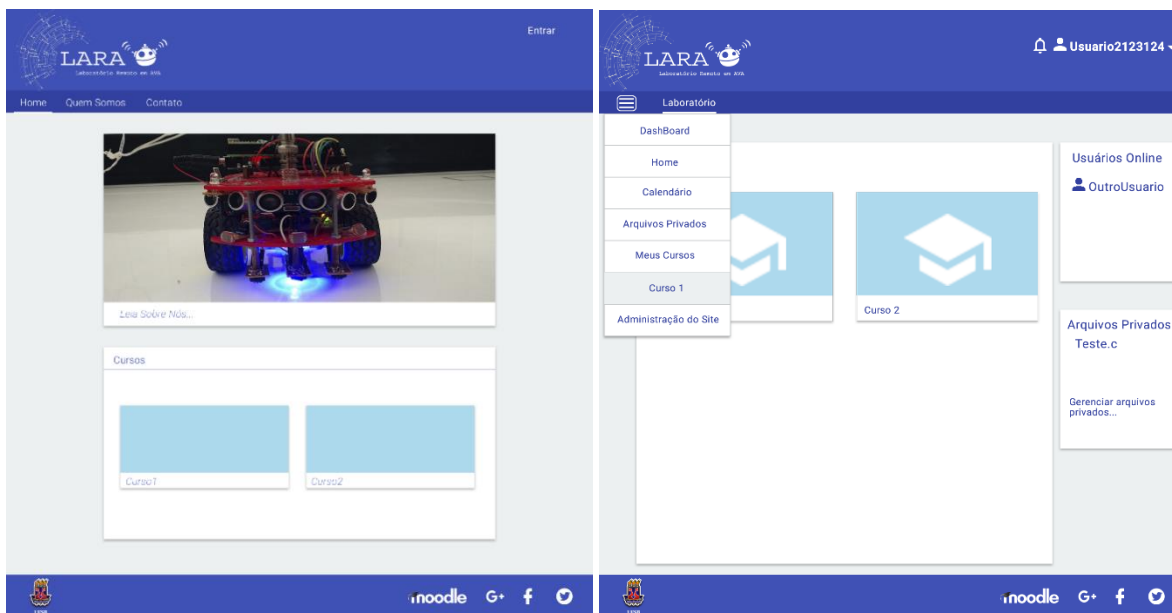 Entrar
LARA
Laboratório Remoto em AVA
Home Quem Somos Contato
Leia Sobre Nós...
Cursos
Curso1 Curso2
moodle G+ f
LARA
Laboratório Remoto em AVA
Usuario2123124
Laboratório
DashBoard
Home
Calendário
Arquivos Privados
Meus Cursos
Curso 1
Administração do Site
Curso 2
Usuários Online
OutroUsuario
Arquivos Privados
Teste.c
Gerenciar arquivos
privados...
moodle G+ f